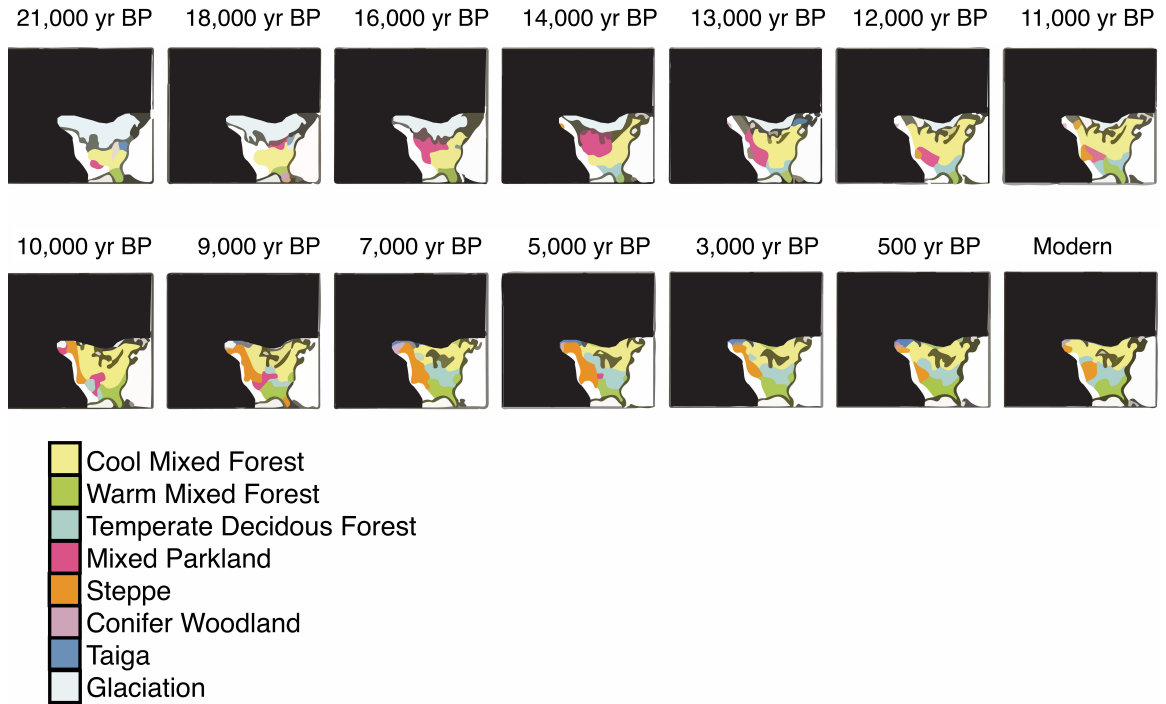 21,000 yr BP 18,000 yr BP 16,000 yr BP 14,000 yr BP 13,000 yr BP 12,000 yr BP 11,000 yr BP
10,000 yr BP 9,000 yr BP 7,000 yr BP 5,000 yr BP 3,000 yr BP 500 yr BP Modern
Cool Mixed Forest
Warm Mixed Forest
Temperate Decidous Forest
Mixed Parkland
Steppe
Conifer Woodland
Taiga
Glaciation